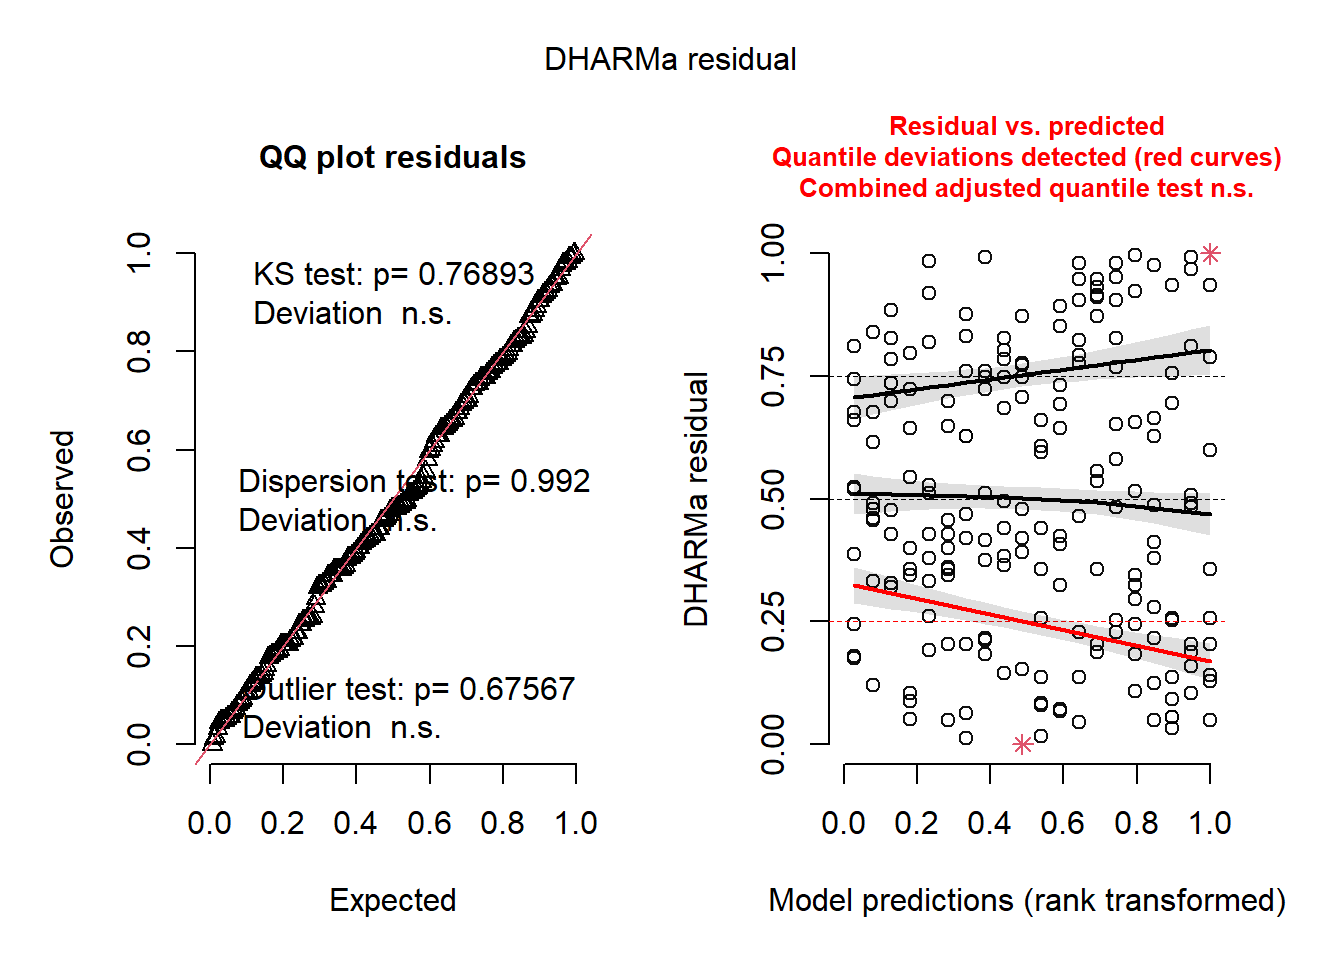 DHARMa residual
QQ plot residuals
KS test: p= 0.76893
Deviation  n.s.
Dispersion test: p= 0.992
Deviation  n.s.
Outlier test: p= 0.67567
Deviation  n.s.
Observed
0.0 0.2 0.4 0.6 0.8 1.0
0.0 0.2 0.4 0.6 0.8 1.0
Expected
Residual vs. predicted
Quantile deviations detected (red curves)
Combined adjusted quantile test n.s.
DHARMa residual
0.00 0.25 0.50 0.75 1.00
0.0 0.2 0.4 0.6 0.8 1.0
Model predictions (rank transformed)